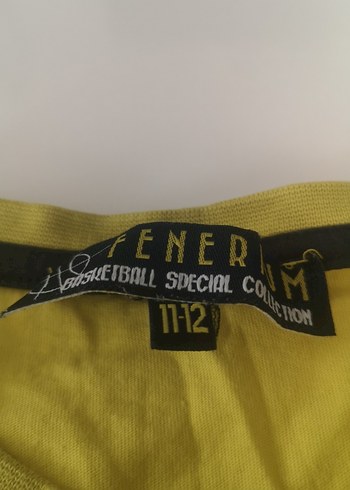 FENERIUM
BASKETBALL SPECIAL COLLECTION
11-12